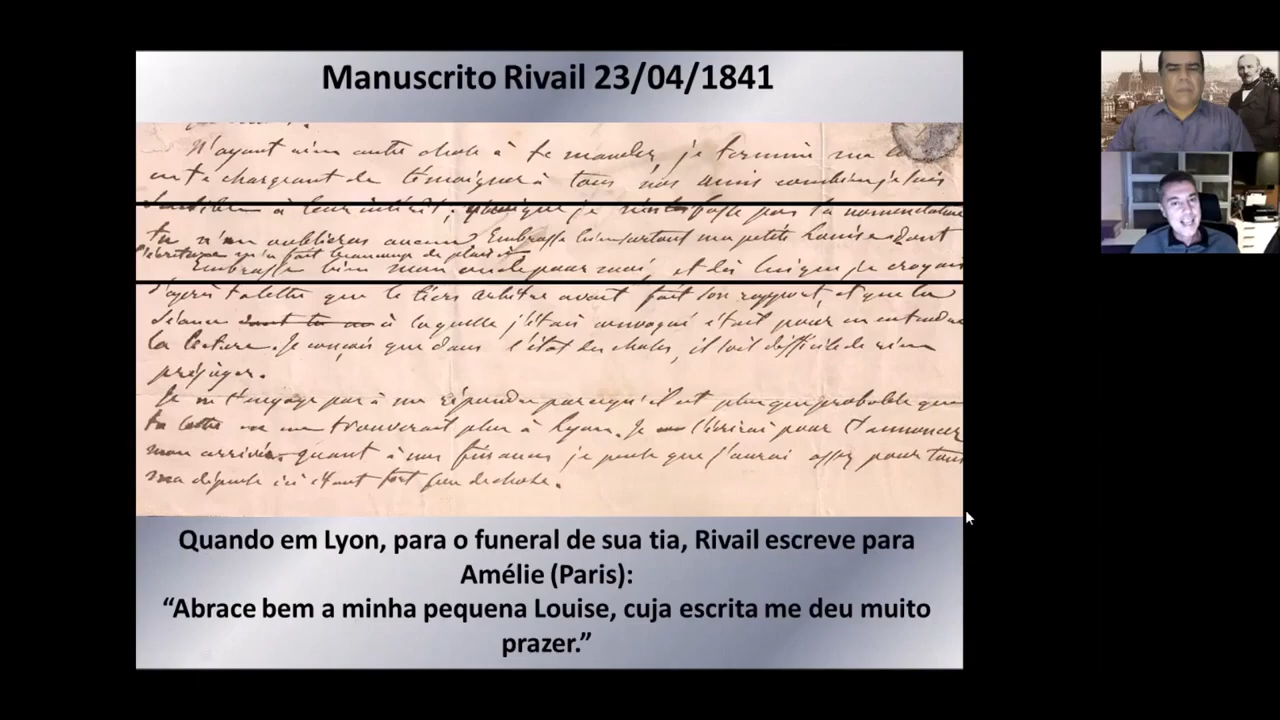 Manuscrito Rivail 23/04/1841
N'ayant rien autre chose à te mander, je termine ma
en te chargeant de témoigner à tous nos amis combien je suis
sensible à leur intérêt; quoique je fasse pas la nomenclature
tu n'en oublieras aucun. Embrasse bien surtout ma petite Louise dont
l'écriture m'a fait beaucoup de plaisir
Embrasse bien mon oncle pour moi, et dis lui que je croyais
d'après ta lettre que le tiers arbitre avait fait son rapport, et que la
séance à laquelle j'étais convoqué était pour en entendre
la lecture. Je conçois que dans l'état des choses, il soit difficile de rien
préjuger.
Je ne t'engage pas à me répondre parcequ'il est plus que probable que
ta lettre ne me trouverait plus à Lyon. Je t'écrirai pour t'annoncer
mon arrivée. quant à nos finances je pense que j'aurai assez pour tout
ma dépense ici étant fort peu de chose.
Quando em Lyon, para o funeral de sua tia, Rivail escreve para
Amélie (Paris):
“Abrace bem a minha pequena Louise, cuja escrita me deu muito
prazer.”